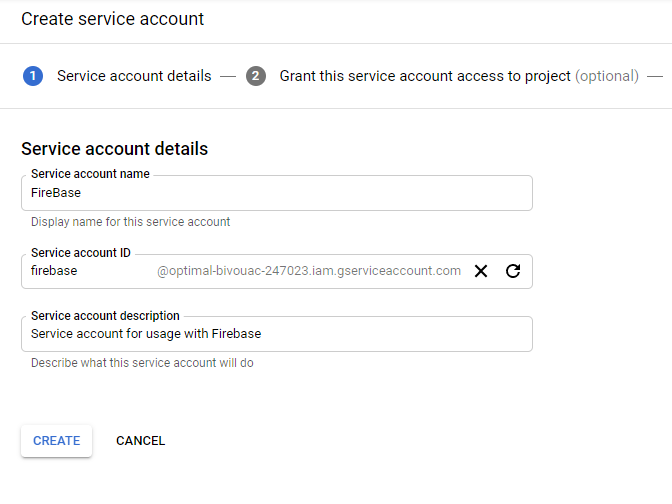 Create service account
1 Service account details — 2 Grant this service account access to project (optional) —
Service account details
Service account name
FireBase
Display name for this service account
Service account ID
firebase @optimal-bivouac-247023.iam.gserviceaccount.com
Service account description
Service account for usage with Firebase
Describe what this service account will do
CREATE CANCEL